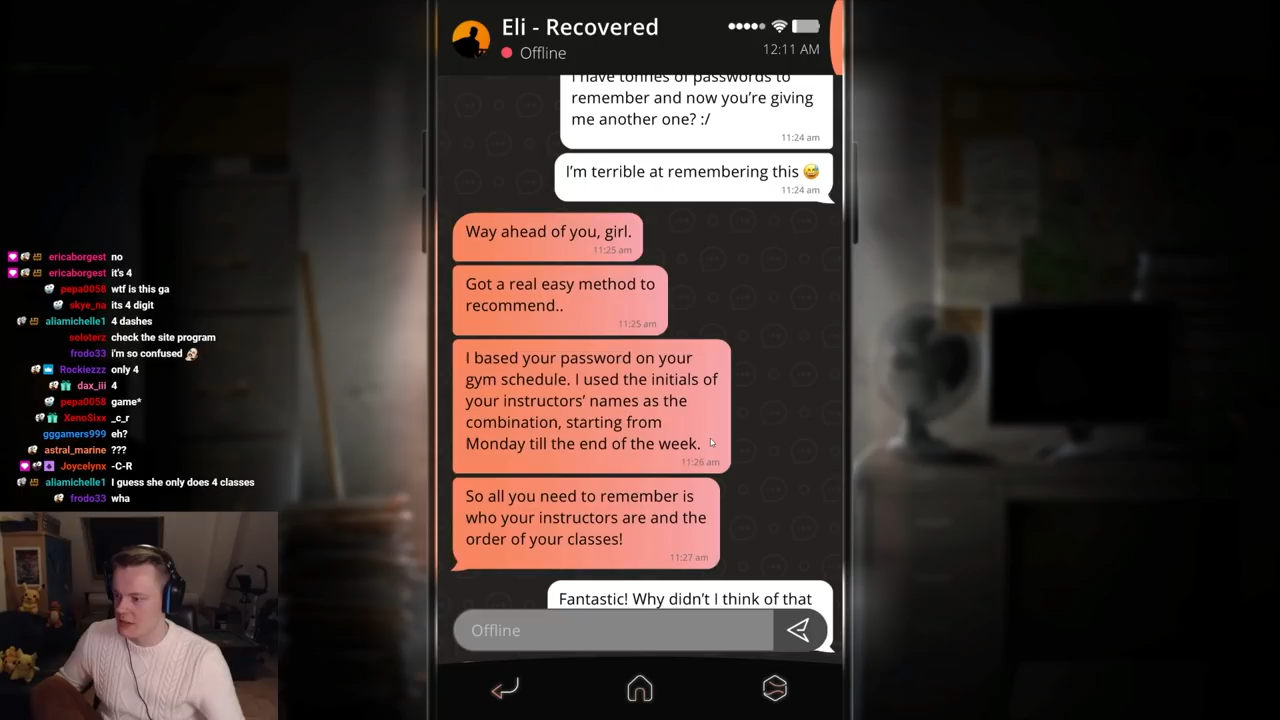 Eli - Recovered
Offline
12:11 AM
I have tonnes of passwords to
remember and now you're giving
me another one? :/
11:24 am
I'm terrible at remembering this 😅
11:24 am
Way ahead of you, girl.
11:25 am
Got a real easy method to
recommend..
11:25 am
I based your password on your
gym schedule. I used the initials of
your instructors' names as the
combination, starting from
Monday till the end of the week.
11:26 am
So all you need to remember is
who your instructors are and the
order of your classes!
11:27 am
Fantastic! Why didn't I think of that
Offline
ericaborgest no
ericaborgest it's 4
pepa0058 wtf is this ga
skye_na its 4 digit
aliamichelle1 4 dashes
soloterz check the site program
frodo33 i'm so confused
Rockiezzz only 4
dax_iii 4
pepa0058 game*
XenoSixx _c_r
gggamers999 eh?
astral_marine ???
Joycelynx -C-R
aliamichelle1 I guess she only does 4 classes
frodo33 wha